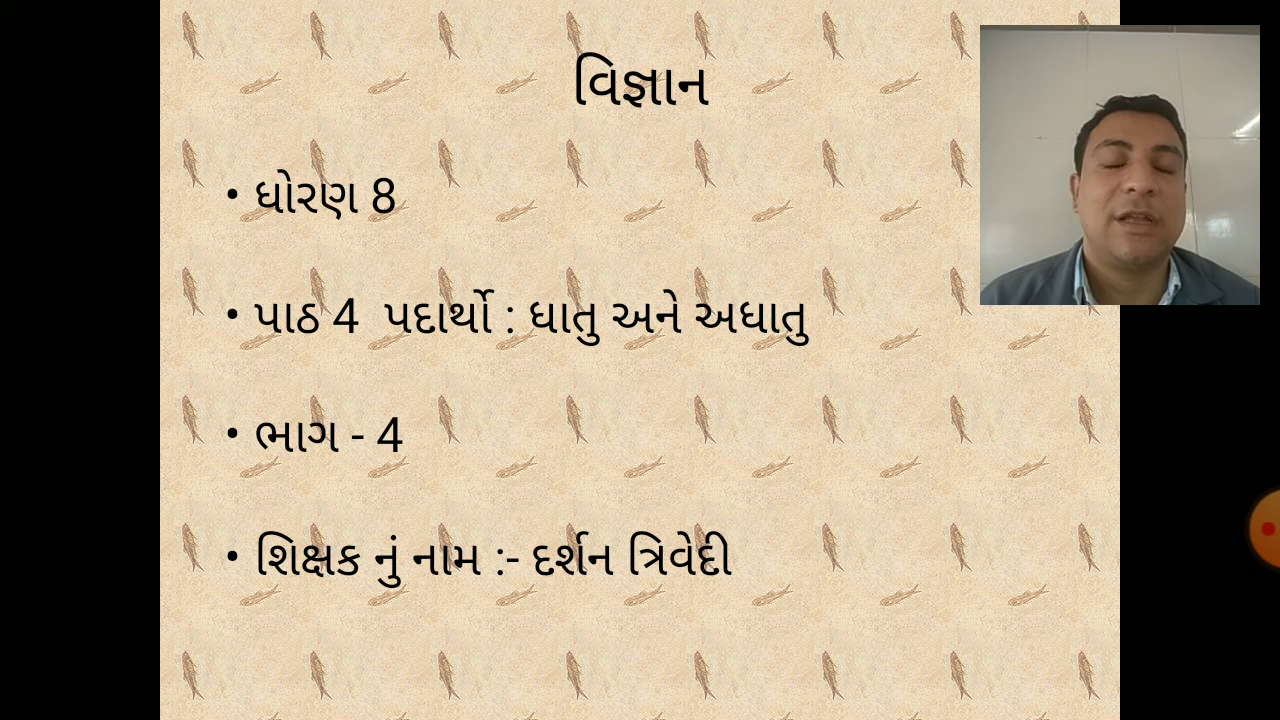 વિજ્ઞાન
• ધોરણ 8
• પાઠ 4 પદાર્થો : ધાતુ અને અધાતુ
• ભાગ - 4
• શિક્ષક નું નામ :- દર્શન ત્રિવેદી